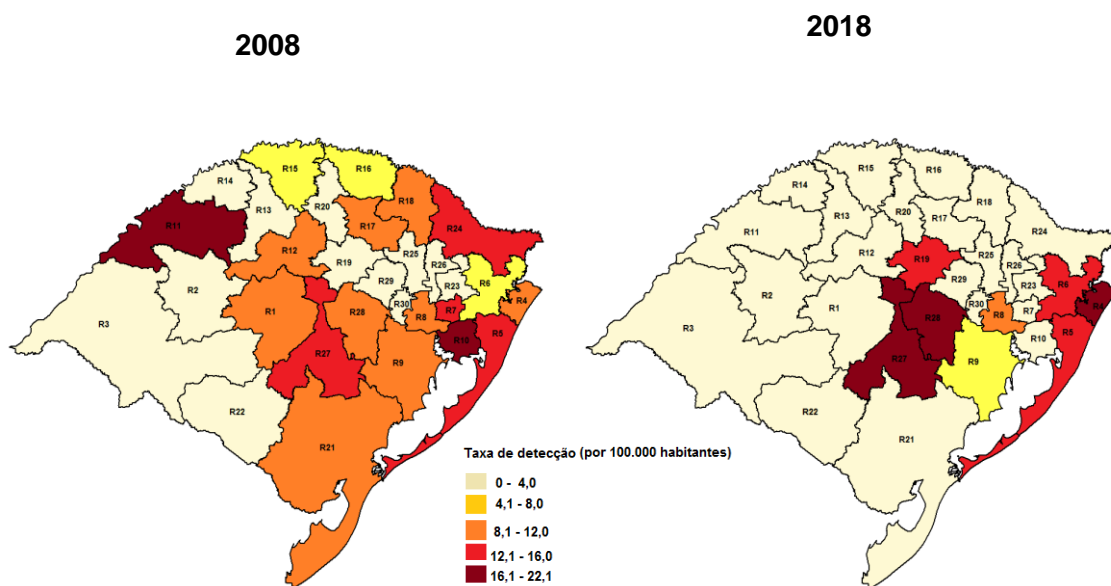 2008
2018
R15
R16
R14
R18
R13
R20
R11
R17
R24
R12
R25
R19
R26
R2
R6
R29
R23
R3
R30
R4
R1
R28
R8
R7
R5
R10
R27
R9
R22
R21
R15
R16
R14
R18
R13
R20
R17
R11
R24
R12
R25
R19
R26
R2
R29
R6
R23
R30
R4
R3
R1
R28
R8
R7
R5
R10
R27
R9
R22
R21
Taxa de detecção (por 100.000 habitantes)
0 - 4,0
4,1 - 8,0
8,1 - 12,0
12,1 - 16,0
16,1 - 22,1